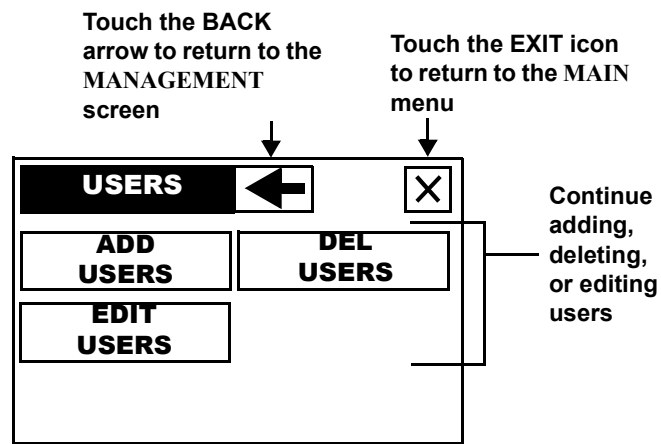 Touch the BACK
arrow to return to the
MANAGEMENT
screen
Touch the EXIT icon
to return to the MAIN
menu
USERS
ADD
USERS
DEL
USERS
EDIT
USERS
Continue
adding,
deleting,
or editing
users